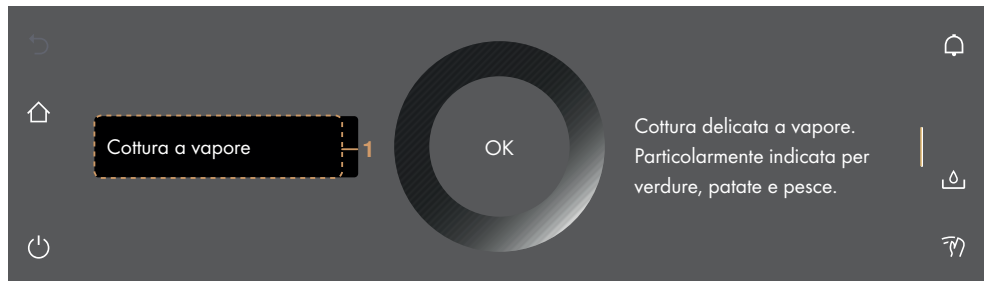 Cottura a vapore
1
OK
Cottura delicata a vapore.
Particolarmente indicata per
verdure, patate e pesce.